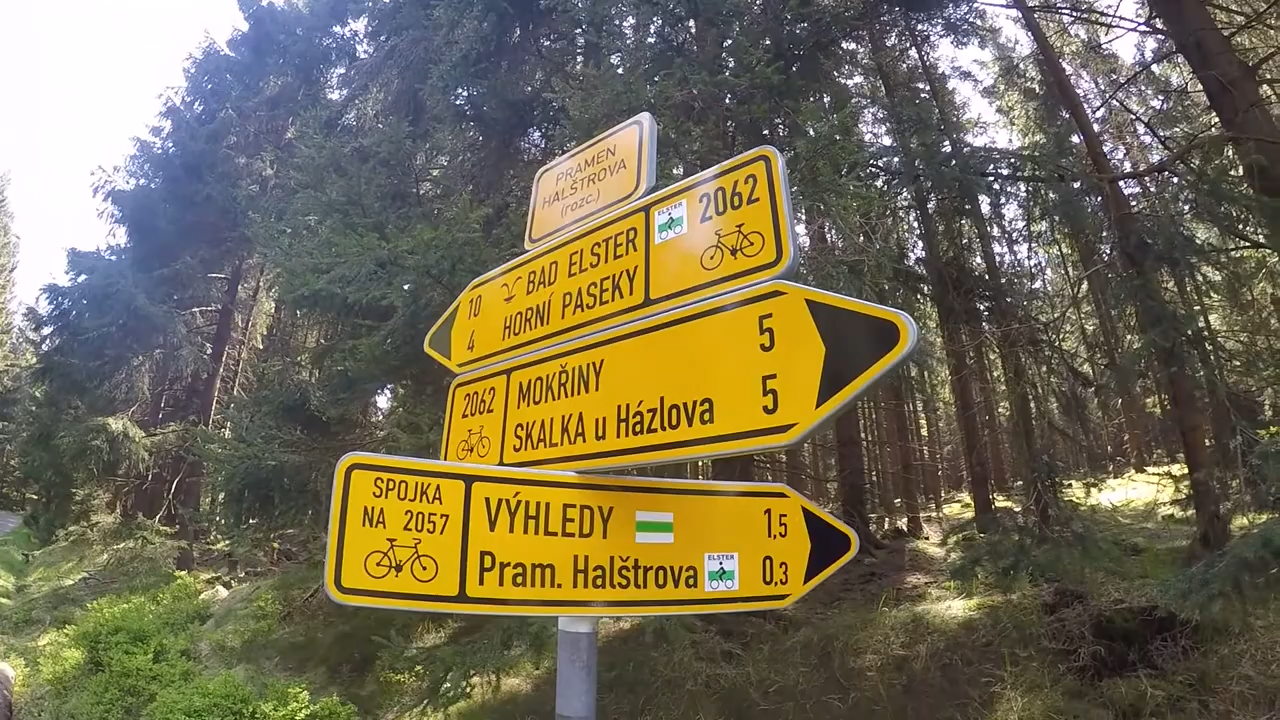 PRAMEN
HALŠTROVA
(rozc.)
ELSTER
2062
10 BAD ELSTER
4 HORNÍ PASEKY
2062
MOKŘINY 5
SKALKA u Házlova 5
SPOJKA
NA 2057
VÝHLEDY 1,5
Pram. Halštrova ELSTER 0,3